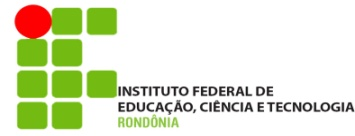 INSTITUTO FEDERAL DE
EDUCAÇÃO, CIÊNCIA E TECNOLOGIA
RONDÔNIA